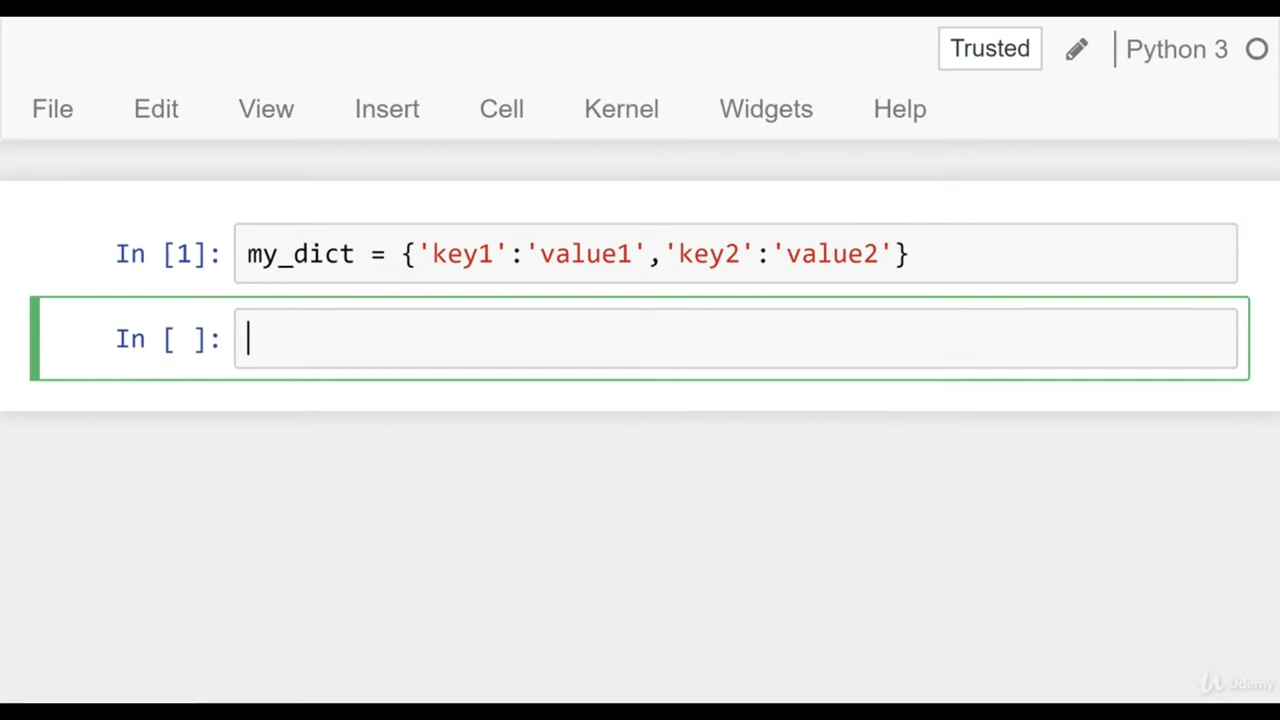 Trusted Python 3
File Edit View Insert Cell Kernel Widgets Help
In [1]: my_dict = {'key1':'value1','key2':'value2'}
In [ ]:
Udemy